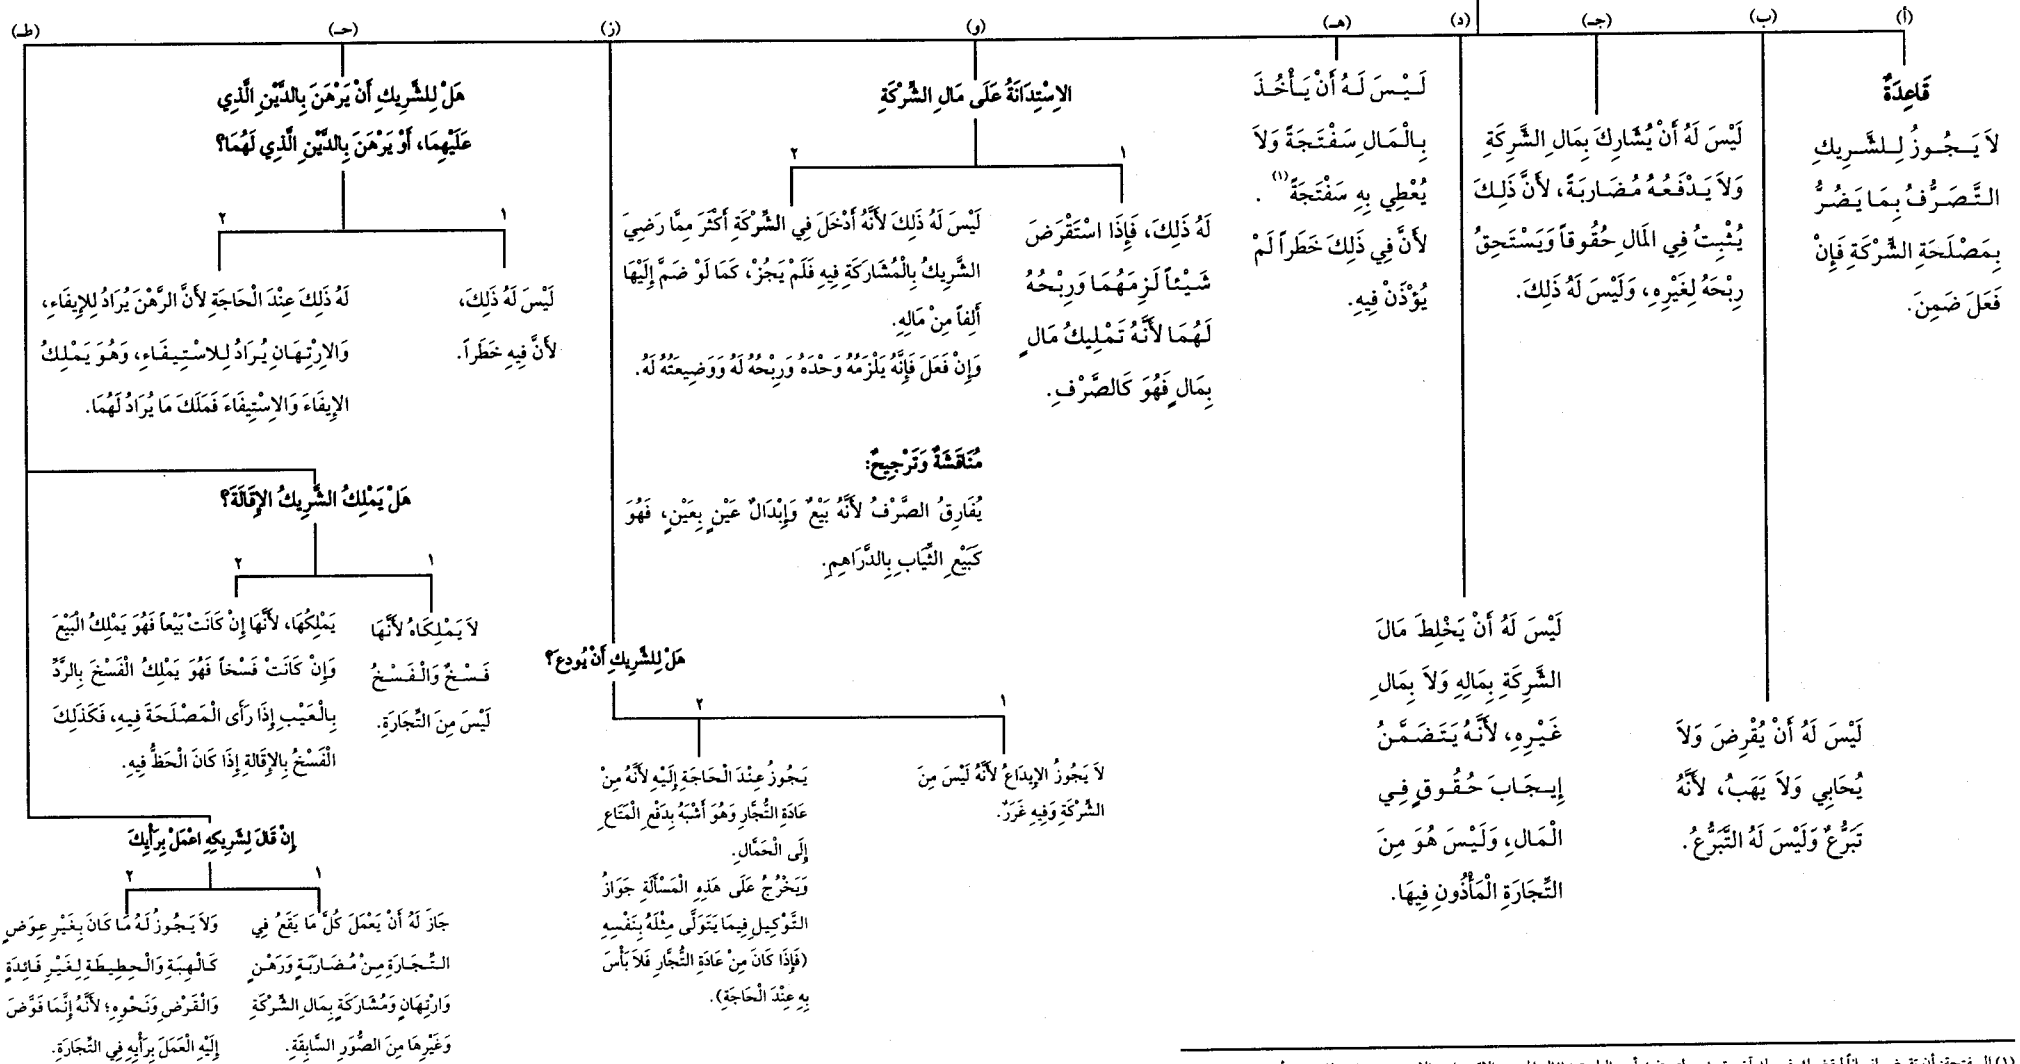 (أ)
(ب)
(جـ)
(د)
(هـ)
(و)
(ز)
(حـ)
(طـ)
قَاعِدَةٌ
لاَ يَجُوزُ لِلشَّرِيكِ
التَّصَرُّفُ بِمَا يَضُرُّ
بِمَصْلَحَةِ الشَّرْكَةِ فَإِنْ
فَعَلَ ضَمِنَ.
لَيْسَ لَهُ أَنْ يُقْرِضَ وَلاَ
يُحَابِي وَلاَ يَهَبُ، لأَنَّهُ
تَبَرُّعٌ وَلَيْسَ لَهُ التَّبَرُّعُ.
لَيْسَ لَهُ أَنْ يُشَارِكَ بِمَالِ الشَّرِكَةِ
وَلاَ يَدْفَعُهُ مُضَارَبَةً، لأَنَّ ذَلِكَ
يُثْبِتُ فِي المَالِ حُقُوقاً وَيَسْتَحِقُ
رِبْحَهُ لِغَيْرِهِ، وَلَيْسَ لَهُ ذَلِكَ.
لَيْسَ لَهُ أَنْ يَخْلِطَ مَالَ
الشَّرِكَةِ بِمَالِهِ وَلاَ بِمَالِ
غَيْرِهِ، لأَنَّهُ يَتَضَمَّنُ
إِيجَابَ حُقُوقٍ فِي
الْمَالِ، وَلَيْسَ هُوَ مِنَ
التِّجَارَةِ الْمَأْذُونِ فِيهَا.
لَيْسَ لَهُ أَنْ يَأْخُذَ
بِالْمَالِ سَفْتَجَةً وَلاَ
يُعْطِي بِهِ سَفْتَجَةً(١).
لأَنَّ فِي ذَلِكَ خَطَراً لَمْ
يُؤْذَنْ فِيهِ.
الاِسْتِدَانَةُ عَلَى مَالِ الشَّرْكَةِ
١
٢
لَهُ ذَلِكَ، فَإِذَا اسْتَقْرَضَ
شَيْئاً لَزِمَهُمَا وَرِبْحُهُ
لَهُمَا لأَنَّهُ تَمْلِيكُ مَالٍ
بِمَالٍ فَهُوَ كَالصَّرْفِ.
لَيْسَ لَهُ ذَلِكَ لأَنَّهُ أَدْخَلَ فِي الشِّرْكَةِ أَكْثَرَ مِمَّا رَضِيَ
الشَّرِيكُ بِالْمُشَارَكَةِ فِيهِ فَلَمْ يَجُزْ، كَمَا لَوْ ضَمَّ إِلَيْهَا
أَلِفاً مِنْ مَالِهِ.
وَإِنْ فَعَلَ فَإِنَّهُ يَلْزَمُهُ وَحْدَهُ وَرِبْحُهُ لَهُ وَوَضِيعَتُهُ لَهُ.
مُنَاقَشَةٌ وَتَرْجِيحٌ:
يُفَارِقُ الصَّرْفُ لأَنَّهُ بَيْعٌ وَإِبْدَالٌ عَيْنٍ بِعَيْنٍ، فَهُوَ
كَبَيْعِ الثِّيَابِ بِالدَّرَاهِمِ.
هَلْ لِلشَّرِيكِ أَنْ يُودِعَ؟
١
٢
لاَ يَجُوزُ الإِيدَاعُ لأَنَّهُ لَيْسَ مِنَ
الشِّرْكَةِ وَفِيهِ غَرَرٌ.
يَجُوزُ عِنْدَ الْحَاجَةِ إِلَيْهِ لأَنَّهُ مِنْ
عَادَةِ التُّجَّارِ وَهُوَ أَشْبَهُ بِدَفْعِ الْمَتَاعِ
إِلَى الْحَمَّالِ.
وَيَخْرُجُ عَلَى هَذِهِ الْمَسْأَلَةِ جَوَازُ
التَّوْكِيلِ فِيمَا يَتَوَلَّى مِثْلَهُ بِنَفْسِهِ
(فَإِذَا كَانَ مِنْ عَادَةِ التُّجَّارِ فَلاَ بَأْسَ
بِهِ عِنْدَ الْحَاجَةِ).
هَلْ لِلشَّرِيكِ أَنْ يَرْهَنَ بِالدَّيْنِ الَّذِي
عَلَيْهِمَا، أَوْ يَرْهَنَ بِالدَّيْنِ الَّذِي لَهُمَا؟
١
٢
لَيْسَ لَهُ ذَلِكَ،
لأَنَّ فِيهِ خَطَراً.
لَهُ ذَلِكَ عِنْدَ الْحَاجَةِ لأَنَّ الرَّهْنَ يُرَادُ لِلإِيفَاءِ،
وَالارْتِهَانِ يُرَادُ لِلاسْتِيفَاءِ، وَهُوَ يَمْلِكُ
الإِيفَاءَ وَالاِسْتِيفَاءَ فَمَلَكَ مَا يُرَادُ لَهُمَا.
هَلْ يَمْلِكُ الشَّرِيكُ الإِقَالَةَ؟
١
٢
لاَ يَمْلِكَاهُ لأَنَّهَا
فَسْخٌ وَالْفَسْخُ
لَيْسَ مِنَ التِّجَارَةِ.
يَمْلِكُهَا، لأَنَّهَا إِنْ كَانَتْ بَيْعاً فَهُوَ يَمْلِكُ الْبَيْعَ
وَإِنْ كَانَتْ فَسْخاً فَهُوَ يَمْلِكُ الْفَسْخَ بِالرَّدِّ
بِالْعَيْبِ إِذَا رَأَى الْمَصْلَحَةَ فِيهِ، فَكَذَلِكَ
الْفَسْخُ بِالإِقَالَةِ إِذَا كَانَ الْحَظُّ فِيهِ.
إِنْ قَالَ لِشَرِيكِهِ اعْمَلْ بِرَأْيِكَ
١
٢
جَازَ لَهُ أَنْ يَعْمَلَ كُلَّ مَا يَقَعُ فِي
التِّجَارَةِ مِنْ مُضَارَبَةٍ وَرَهْنٍ
وَارْتِهَانٍ وَمُشَارَكَةٍ بِمَالِ الشِّرْكَةِ
وَغَيْرِهَا مِنَ الصُّوَرِ السَّابِقَةِ.
وَلاَ يَجُوزُ لَهُ مَا كَانَ بِغَيْرِ عِوَضٍ
كَالْهِبَةِ وَالْحطِيطَةِ لِغَيْرِ فَائِدَةٍ
وَالْقَرْضِ وَنَحْوِهِ؛ لأَنَّهُ إِنَّمَا فَوَّضَ
إِلَيْهِ الْعَمَلَ بِرَأْيِهِ فِي التِّجَارَةِ.